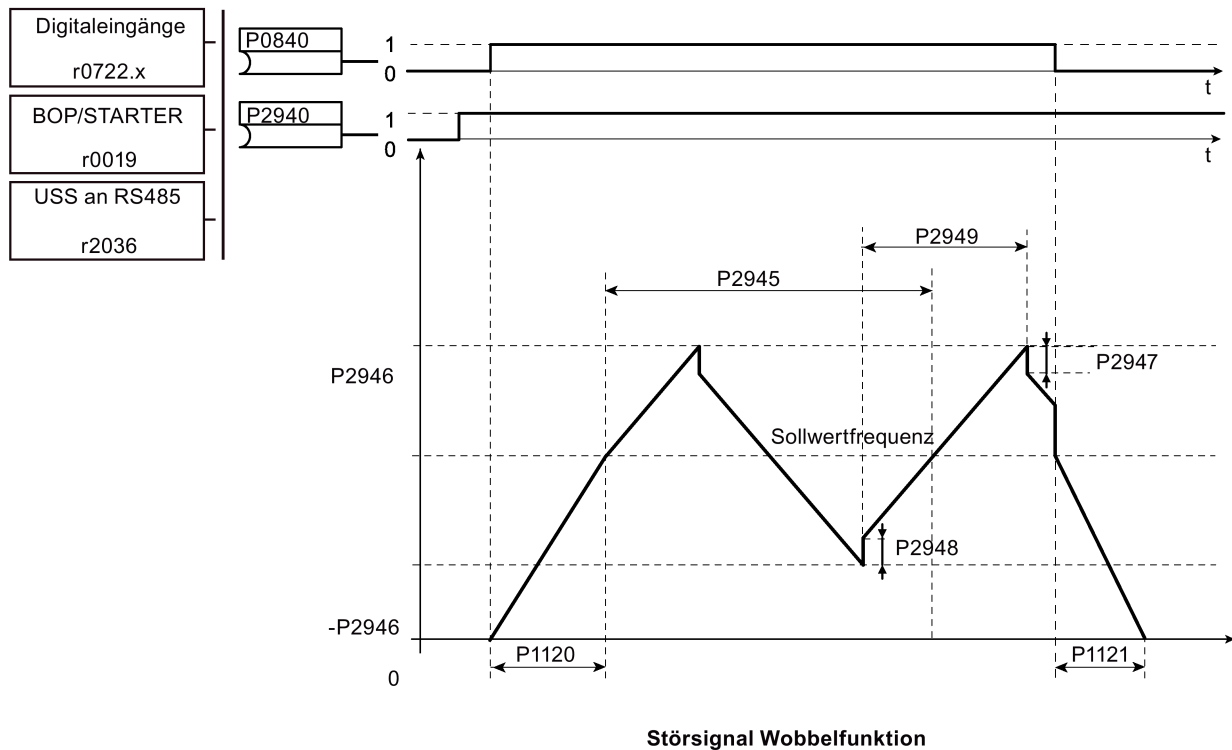 Digitaleingänge
r0722.x
P0840
1
0
t
BOP/STARTER
r0019
P2940
1
0
t
USS an RS485
r2036
P2949
P2945
P2946
P2947
Sollwertfrequenz
P2948
-P2946
P1120
P1121
0
Störsignal Wobbelfunktion